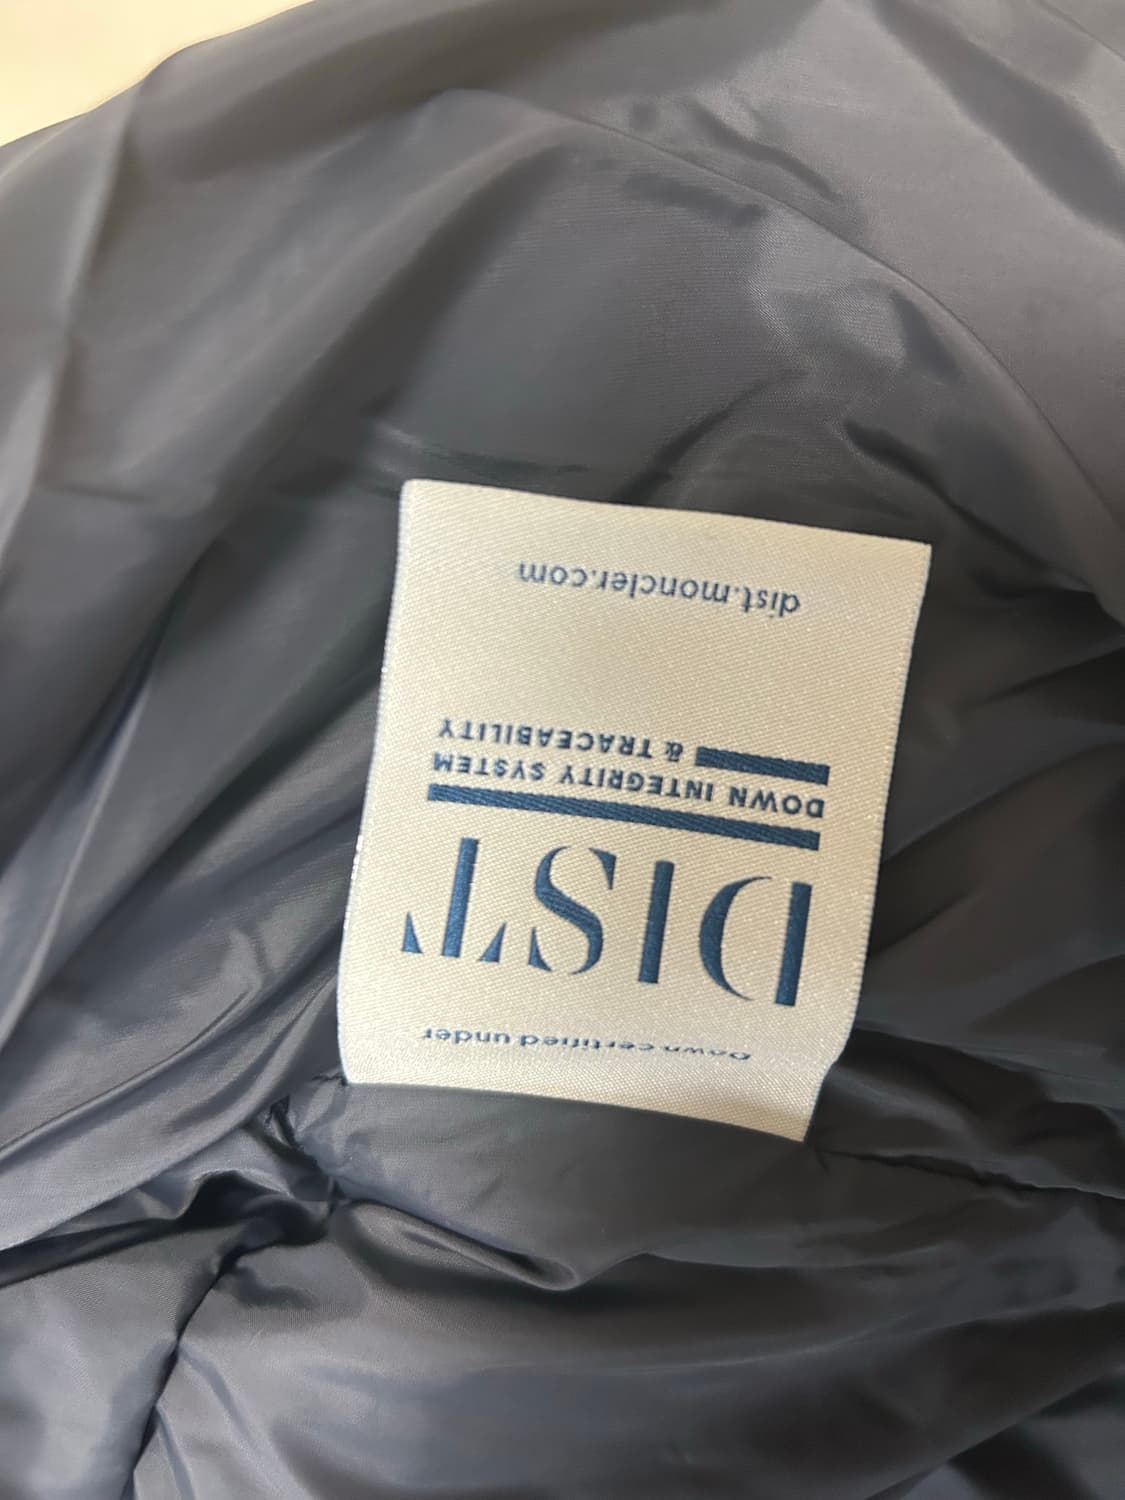 Down certified under
DIST
DOWN INTEGRITY SYSTEM
& TRACEABILITY
dist.moncler.com